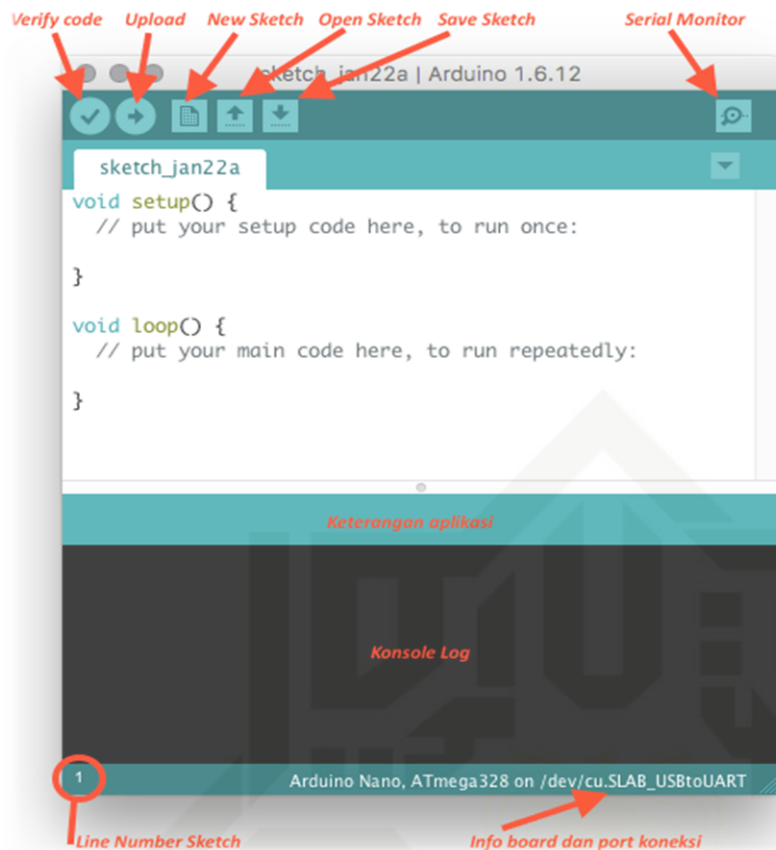 Verify code Upload New Sketch Open Sketch Save Sketch Serial Monitor
sketch_jan22a | Arduino 1.6.12
sketch_jan22a
void setup() {
// put your setup code here, to run once:
}
void loop() {
// put your main code here, to run repeatedly:
}
Keterangan aplikasi
Konsole Log
1 Arduino Nano, ATmega328 on /dev/cu.SLAB_USBtoUART
Line Number Sketch Info board dan port koneksi